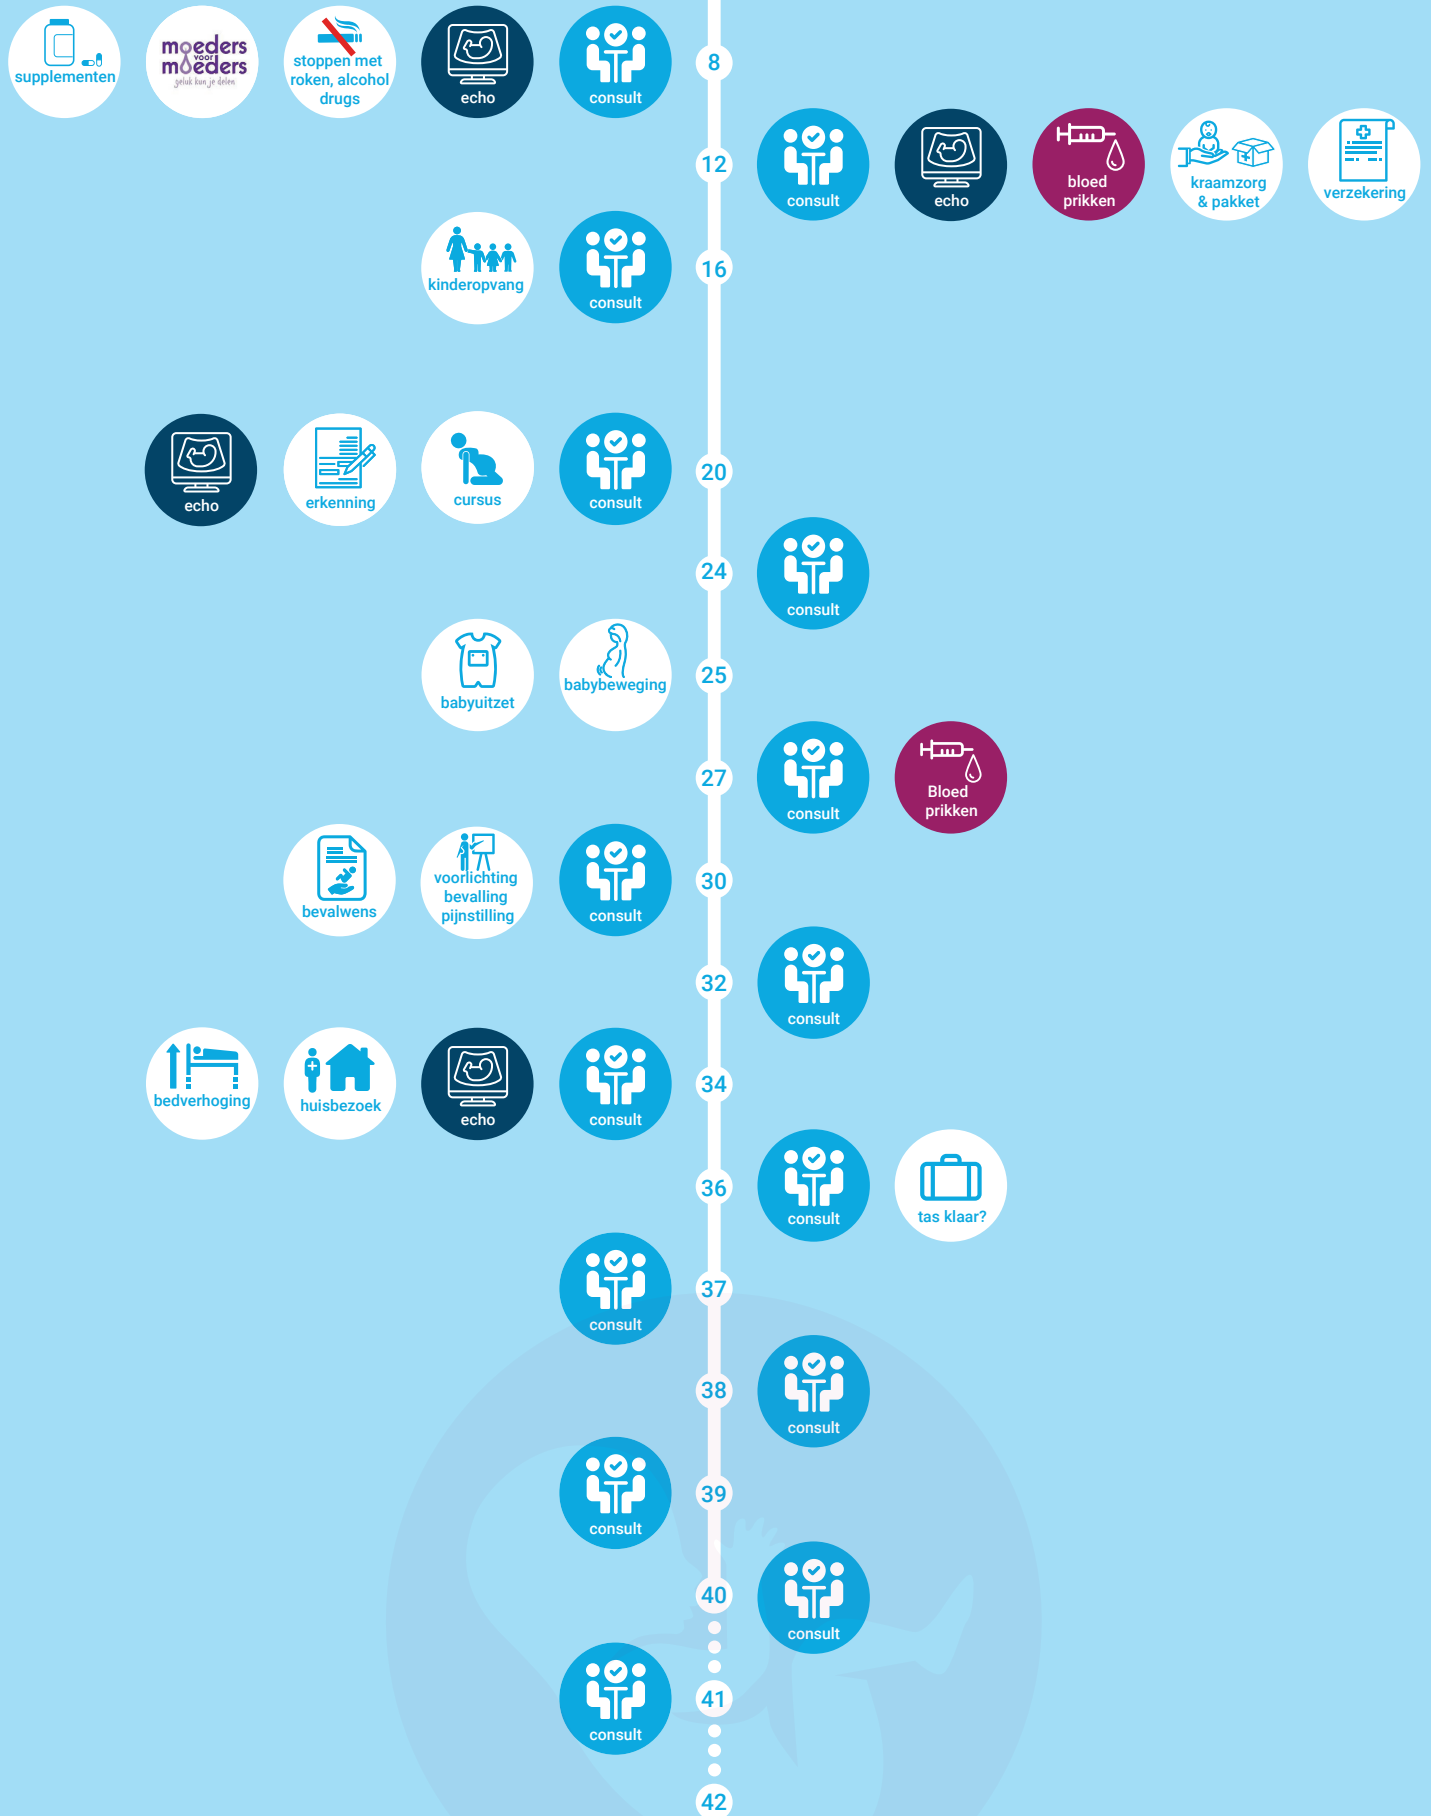 supplementen
moeders
voor
moeders
geluk kun je delen
stoppen met
roken, alcohol
drugs
echo
consult
8
12
consult
echo
bloed
prikken
kraamzorg
& pakket
verzekering
kinderopvang
consult
16
echo
erkenning
cursus
consult
20
24
consult
babyuitzet
babybeweging
25
27
consult
Bloed
prikken
bevalwens
voorlichting
bevalling
pijnstilling
consult
30
32
consult
bedverhoging
huisbezoek
echo
consult
34
36
consult
tas klaar?
consult
37
38
consult
consult
39
40
consult
consult
41
42